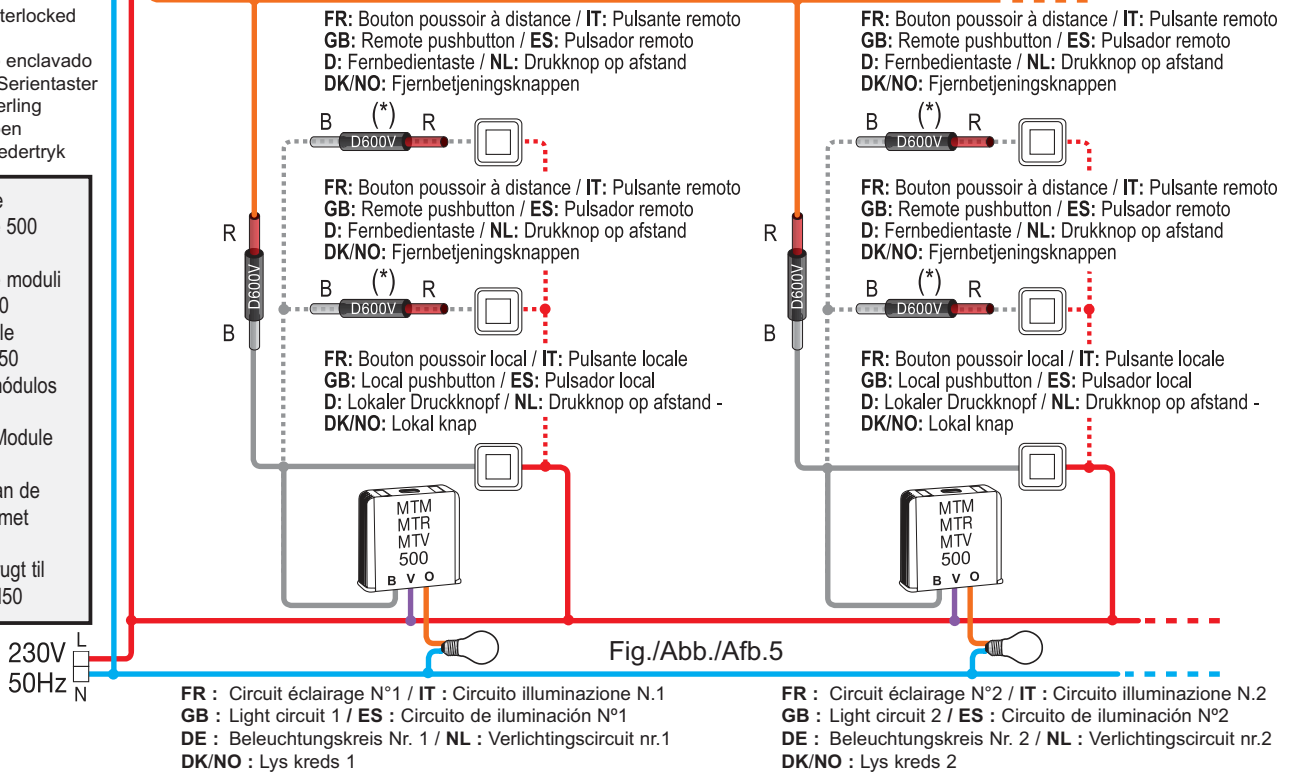 terlocked
enclavado
Serientaster
erling
en
edertryk
e
500
moduli
0
le
50
nódulos
Module
an de
met
ugt til
I50
FR: Bouton poussoir à distance / IT: Pulsante remoto
GB: Remote pushbutton / ES: Pulsador remoto
D: Fernbedientaste / NL: Drukknop op afstand
DK/NO: Fjernbetjeningsknappen
B (*) R
D600V
FR: Bouton poussoir à distance / IT: Pulsante remoto
GB: Remote pushbutton / ES: Pulsador remoto
D: Fernbedientaste / NL: Drukknop op afstand
DK/NO: Fjernbetjeningsknappen
R
D600V
B
B (*) R
D600V
FR: Bouton poussoir local / IT: Pulsante locale
GB: Local pushbutton / ES: Pulsador local
D: Lokaler Druckknopf / NL: Drukknop op afstand -
DK/NO: Lokal knap
MTM
MTR
MTV
500
B V O
FR: Bouton poussoir à distance / IT: Pulsante remoto
GB: Remote pushbutton / ES: Pulsador remoto
D: Fernbedientaste / NL: Drukknop op afstand
DK/NO: Fjernbetjeningsknappen
B (*) R
D600V
FR: Bouton poussoir à distance / IT: Pulsante remoto
GB: Remote pushbutton / ES: Pulsador remoto
D: Fernbedientaste / NL: Drukknop op afstand
DK/NO: Fjernbetjeningsknappen
R
D600V
B
B (*) R
D600V
FR: Bouton poussoir local / IT: Pulsante locale
GB: Local pushbutton / ES: Pulsador local
D: Lokaler Druckknopf / NL: Drukknop op afstand -
DK/NO: Lokal knap
MTM
MTR
MTV
500
B V O
230V L
50Hz N
Fig./Abb./Afb.5
FR : Circuit éclairage N°1 / IT : Circuito illuminazione N.1
GB : Light circuit 1 / ES : Circuito de iluminación Nº1
DE : Beleuchtungskreis Nr. 1 / NL : Verlichtingscircuit nr.1
DK/NO : Lys kreds 1
FR : Circuit éclairage N°2 / IT : Circuito illuminazione N.2
GB : Light circuit 2 / ES : Circuito de iluminación Nº2
DE : Beleuchtungskreis Nr. 2 / NL : Verlichtingscircuit nr.2
DK/NO : Lys kreds 2